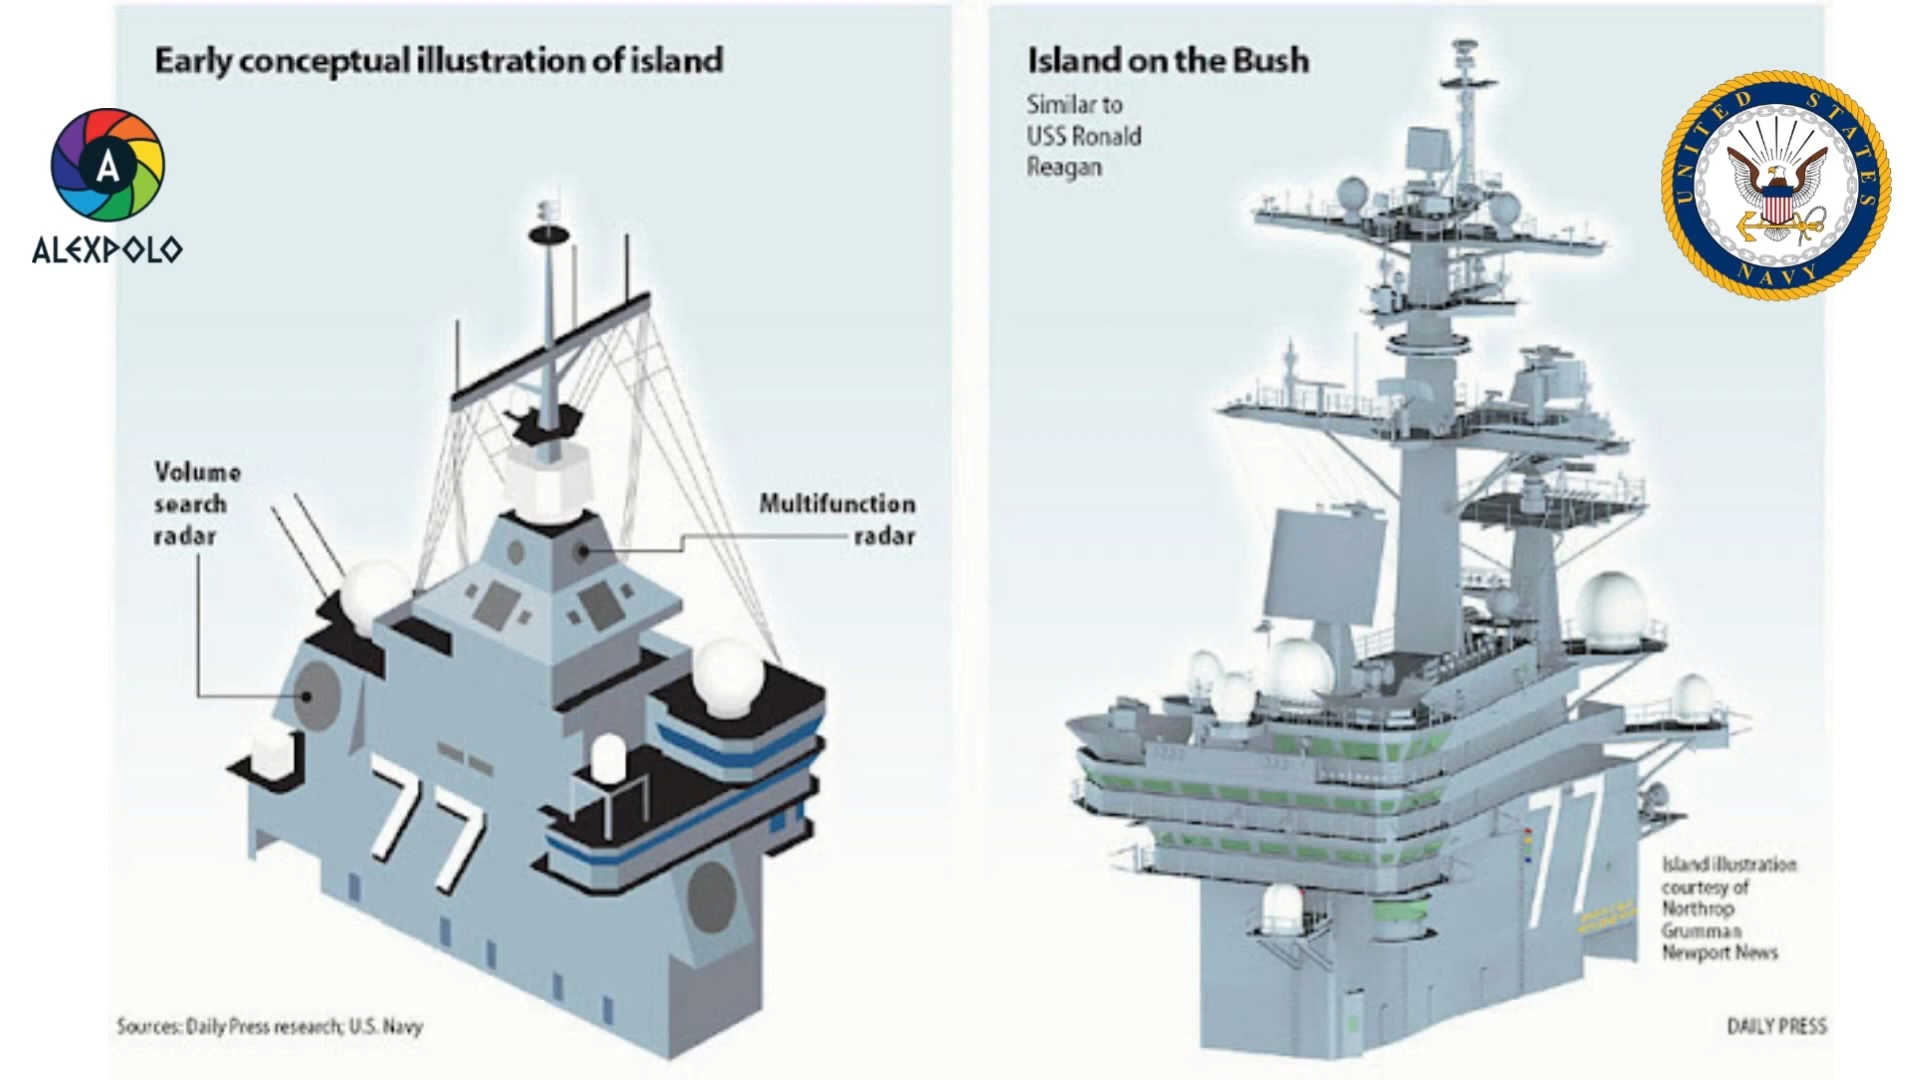 Early conceptual illustration of island
A
ALEXPOLO
Volume
search
radar
Multifunction
radar
77
Sources: Daily Press research; U.S. Navy
Island on the Bush
Similar to
USS Ronald
Reagan
UNITED STATES
NAVY
77
Island illustration
courtesy of
Northrop
Grumman
Newport News
DAILY PRESS